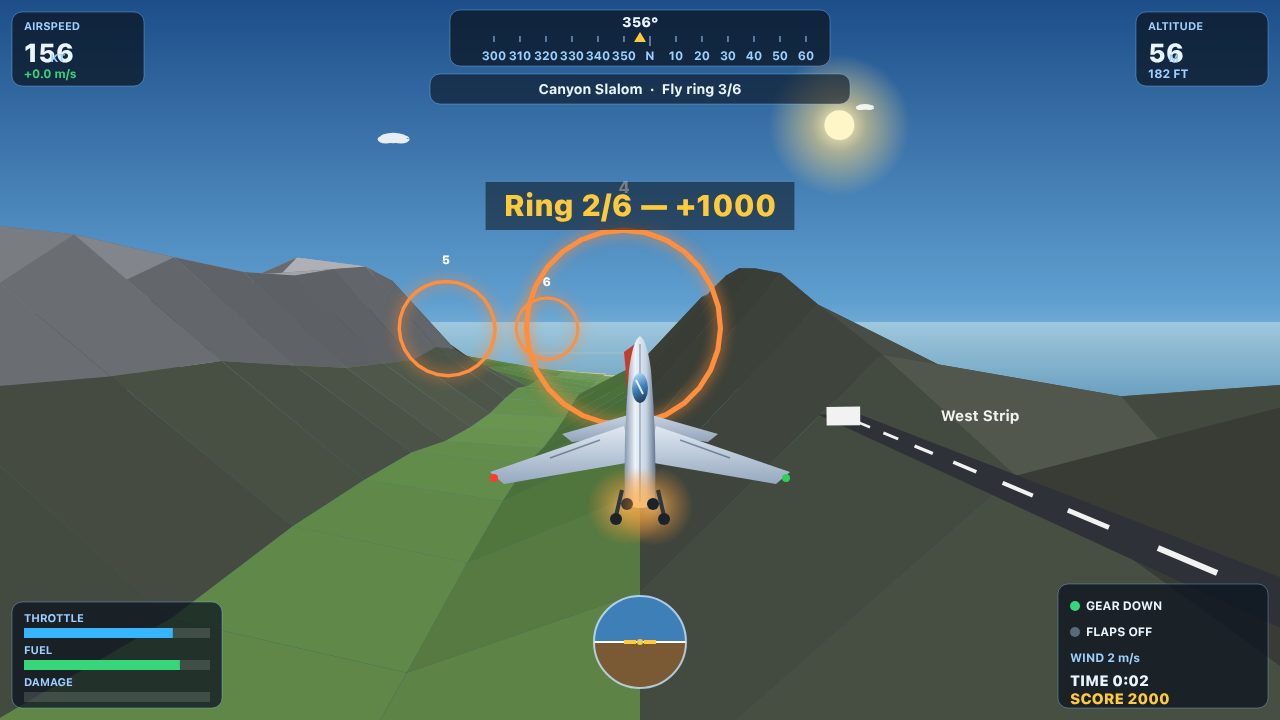 AIRSPEED
156
+0.0 m/s
356°
300 310 320 330 340 350 N 10 20 30 40 50 60
Canyon Slalom · Fly ring 3/6
ALTITUDE
56
182 FT
4
Ring 2/6 — +1000
5
6
West Strip
THROTTLE
FUEL
DAMAGE
GEAR DOWN
FLAPS OFF
WIND 2 m/s
TIME 0:02
SCORE 2000